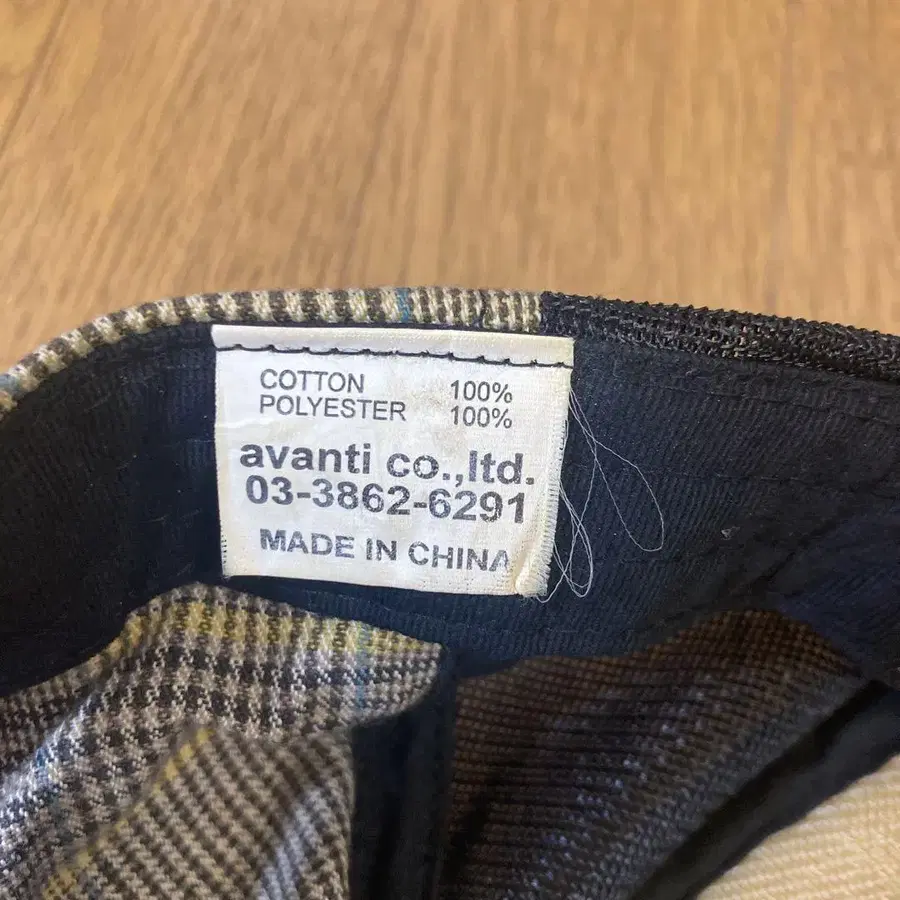 COTTON 100%
POLYESTER 100%
avanti co.,ltd.
03-3862-6291
MADE IN CHINA